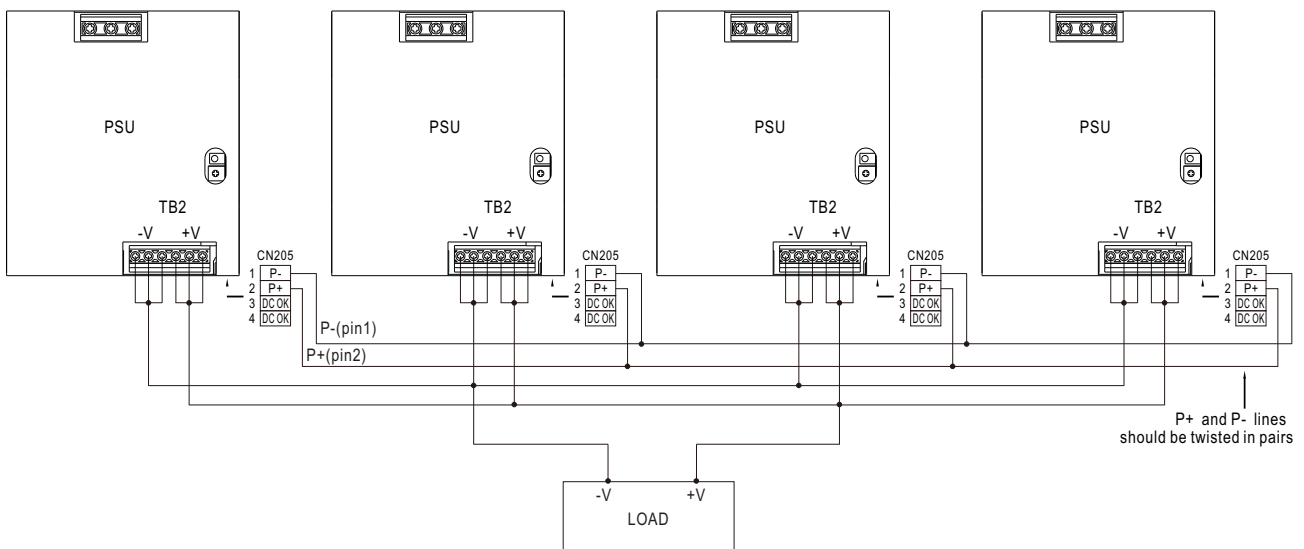 PSU PSU PSU PSU
TB2 TB2 TB2 TB2
-V +V -V +V -V +V -V +V
CN205 CN205 CN205 CN205
1 P- 1 P- 1 P- 1 P-
2 P+ 2 P+ 2 P+ 2 P+
3 DC OK 3 DC OK 3 DC OK 3 DC OK
4 DC OK 4 DC OK 4 DC OK 4 DC OK
P-(pin1)
P+(pin2)
P+ and P- lines
should be twisted in pairs
-V +V
LOAD